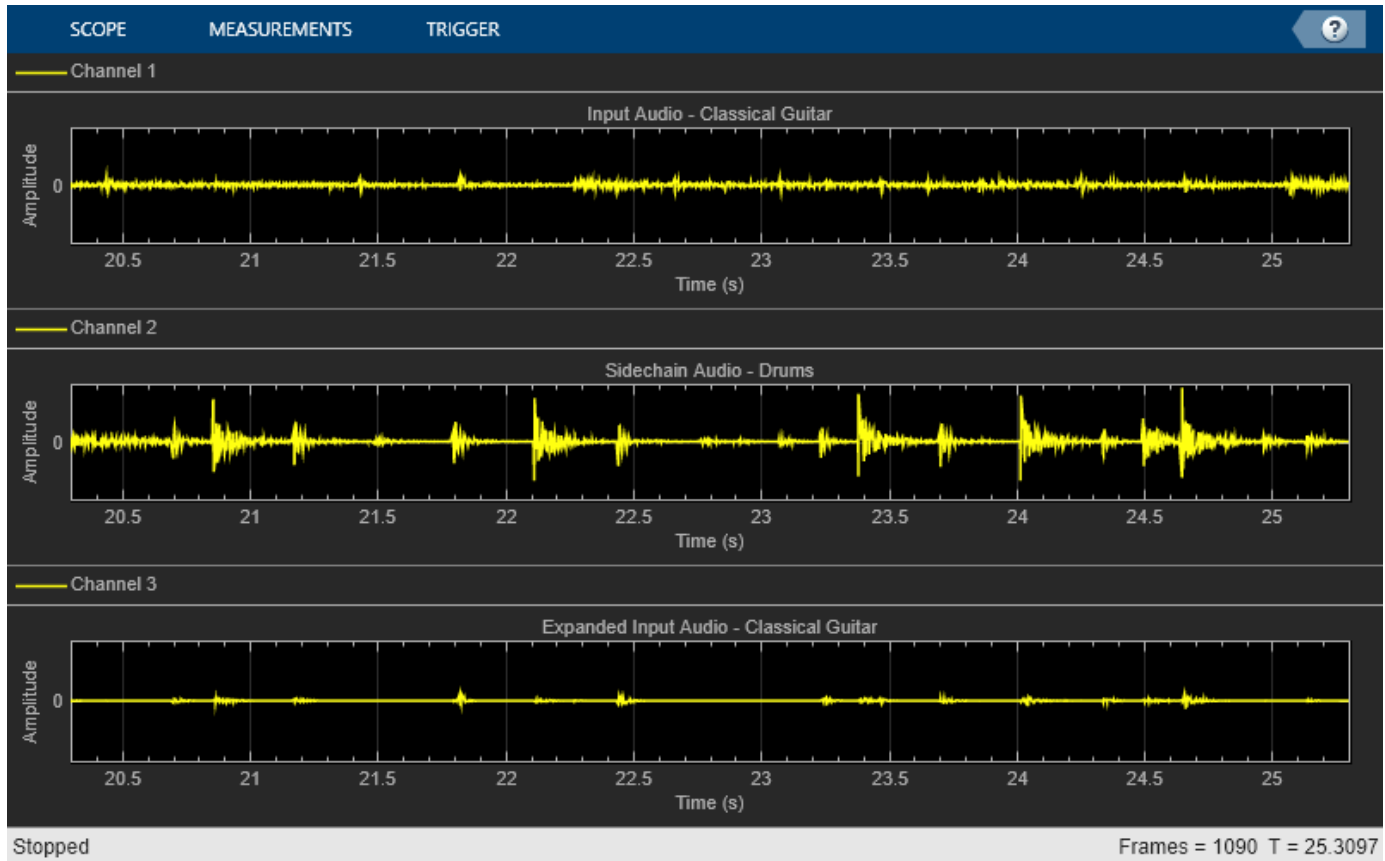 SCOPE MEASUREMENTS TRIGGER ?
Channel 1
Input Audio - Classical Guitar
Amplitude
0
20.5 21 21.5 22 22.5 23 23.5 24 24.5 25
Time (s)
Channel 2
Sidechain Audio - Drums
Amplitude
0
20.5 21 21.5 22 22.5 23 23.5 24 24.5 25
Time (s)
Channel 3
Expanded Input Audio - Classical Guitar
Amplitude
0
20.5 21 21.5 22 22.5 23 23.5 24 24.5 25
Time (s)
Stopped Frames = 1090 T = 25.3097